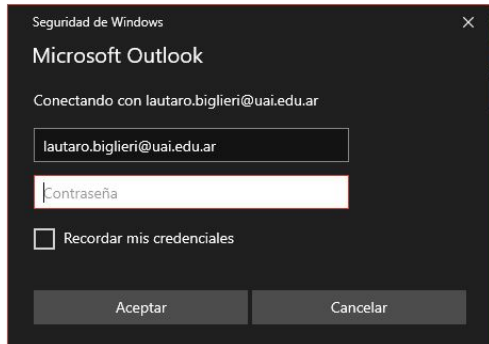 Seguridad de Windows
Microsoft Outlook
Conectando con lautaro.biglieri@uai.edu.ar
lautaro.biglieri@uai.edu.ar
Contraseña
Recordar mis credenciales
Aceptar Cancelar